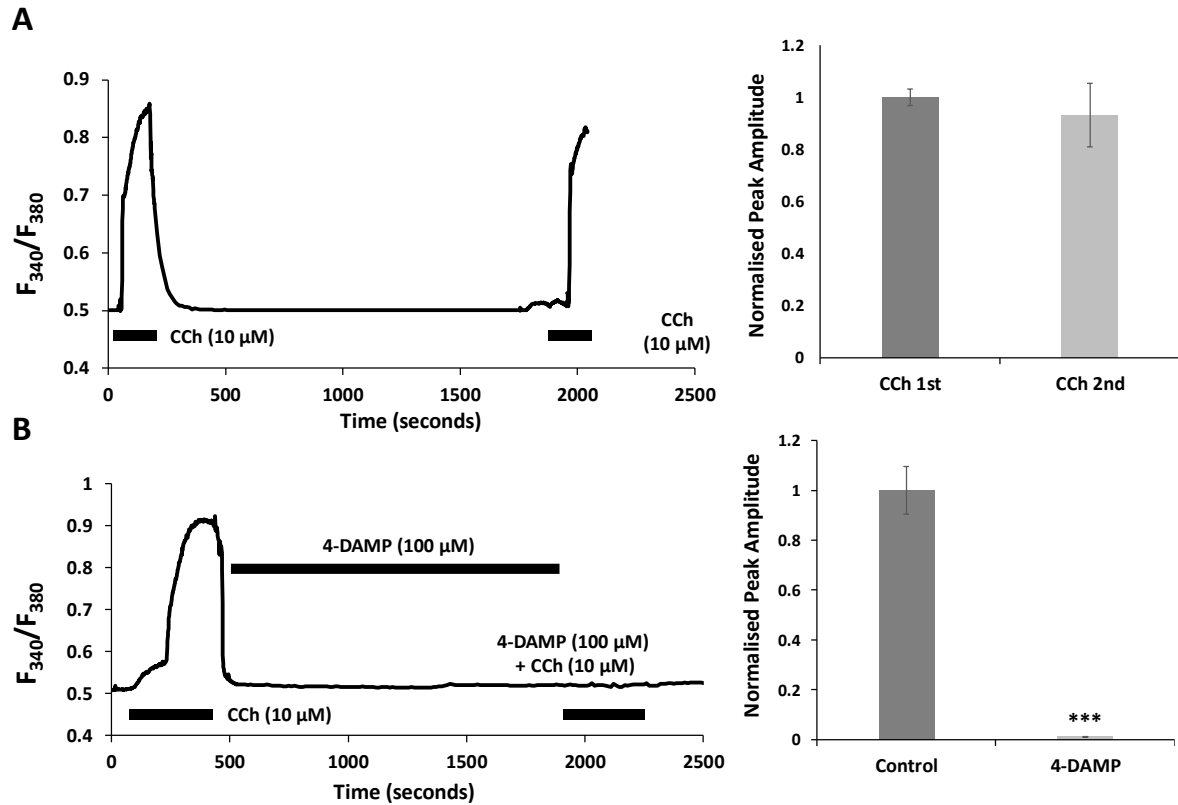 A
F340/F380
0.9
0.8
0.7
0.6
0.5
0.4
CCh (10 µM)
CCh
(10 µM)
0 500 1000 1500 2000 2500
Time (seconds)
Normalised Peak Amplitude
1.2
1
0.8
0.6
0.4
0.2
0
CCh 1st CCh 2nd
B
F340/F380
1
0.9
0.8
0.7
0.6
0.5
0.4
4-DAMP (100 µM)
4-DAMP (100 µM)
+ CCh (10 µM)
CCh (10 µM)
0 500 1000 1500 2000 2500
Time (seconds)
Normalised Peak Amplitude
1.2
1
0.8
0.6
0.4
0.2
0
***
Control 4-DAMP